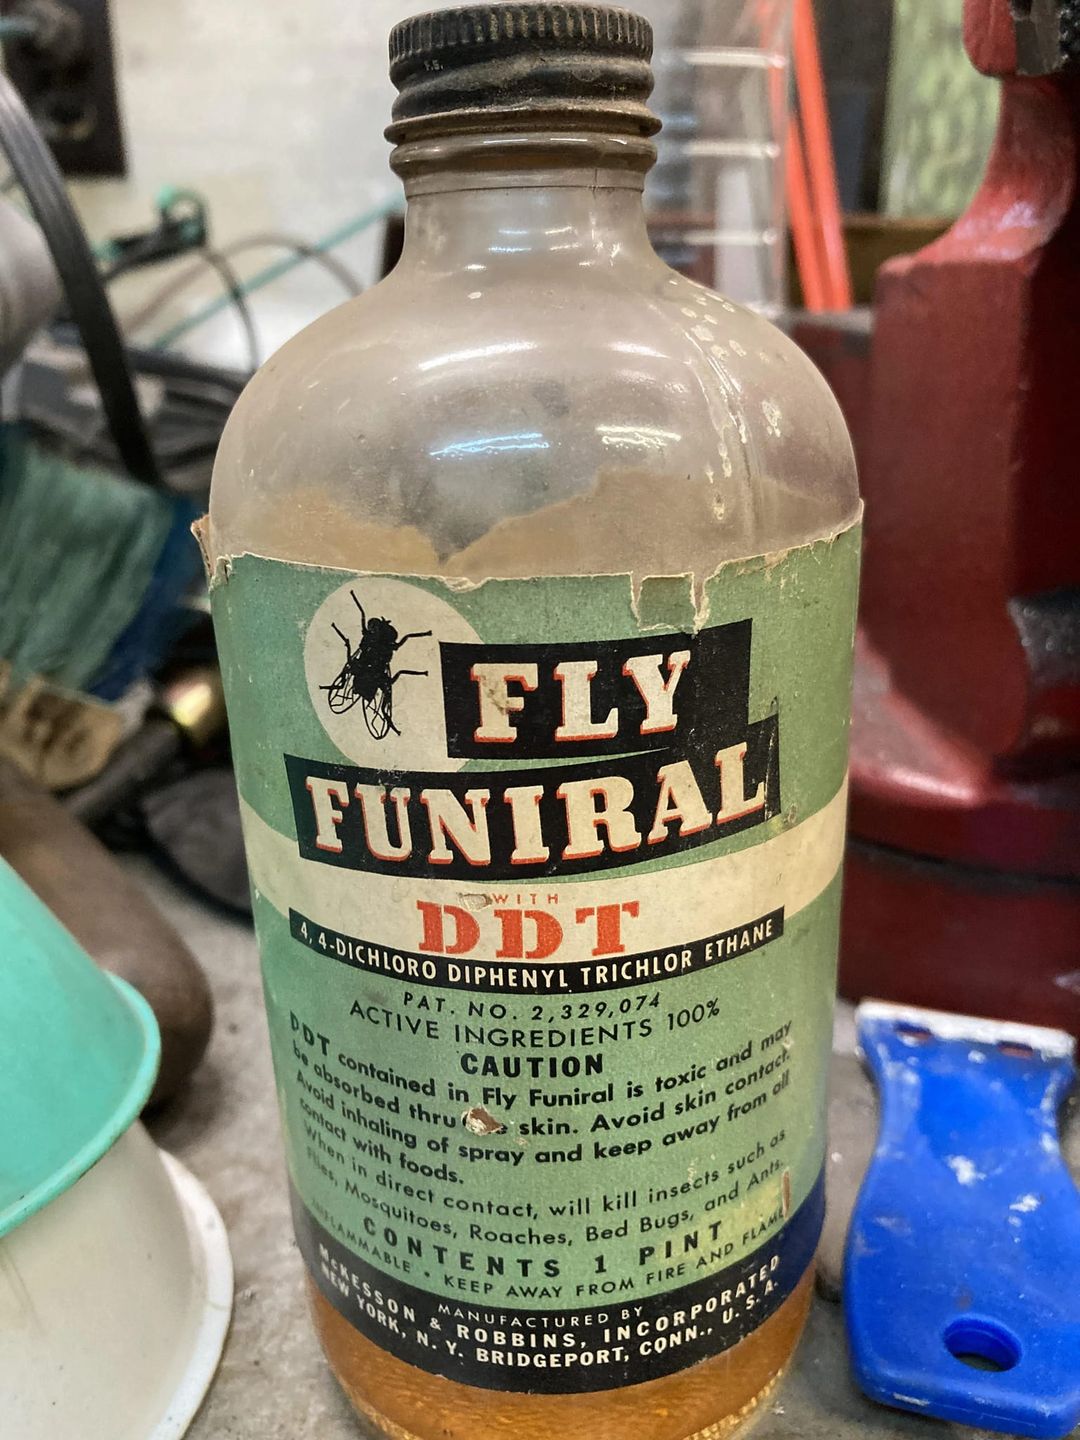 F.S.
FLY
FUNIRAL
WITH
DDT
4, 4-DICHLORO DIPHENYL TRICHLOR ETHANE
PAT. NO. 2,329,074
ACTIVE INGREDIENTS 100%
CAUTION
DDT contained in Fly Funiral is toxic and may
be absorbed thru skin. Avoid skin contact.
Avoid inhaling of spray and keep away from all
contact with foods.
When in direct contact, will kill insects such as
Flies, Mosquitoes, Roaches, Bed Bugs, and Ants.
CONTENTS 1 PINT
INFLAMMABLE • KEEP AWAY FROM FIRE AND FLAME
MANUFACTURED BY
McKESSON & ROBBINS, INCORPORATED
NEW YORK, N. Y. BRIDGEPORT, CONN., U. S. A.